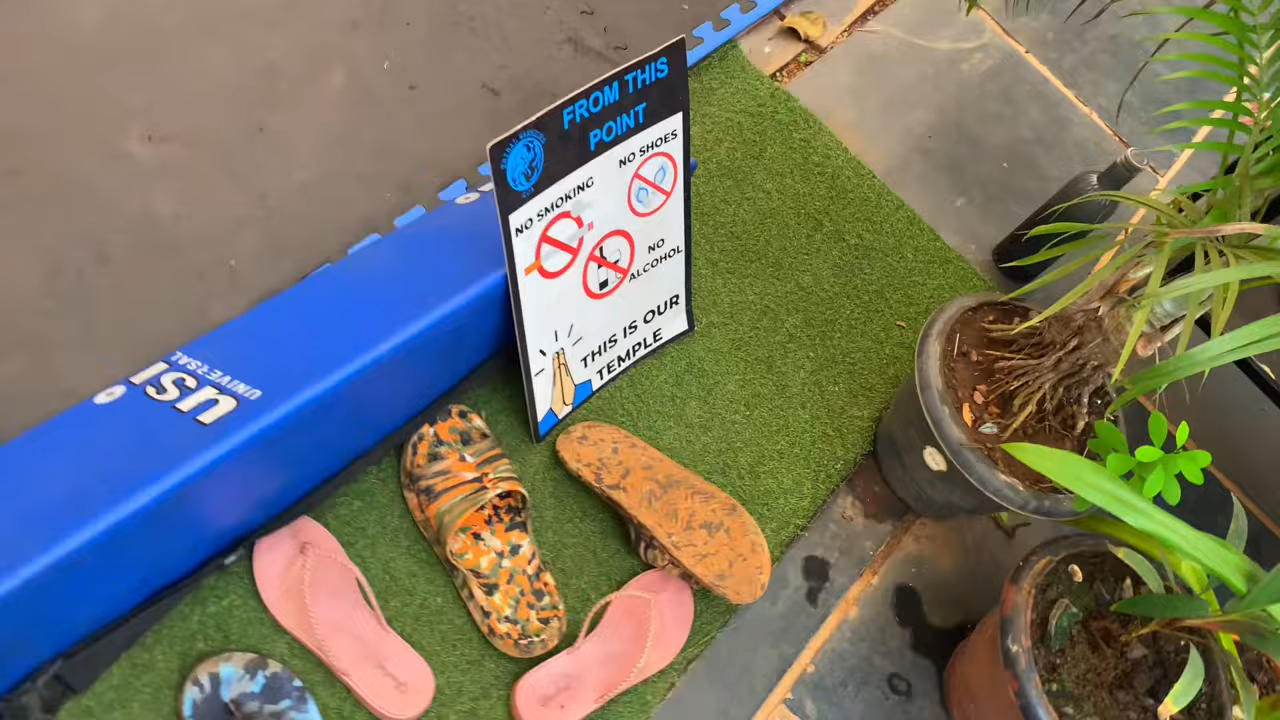 FROM THIS
POINT
NO SMOKING
NO SHOES
NO
ALCOHOL
THIS IS OUR
TEMPLE
USI
UNIVERSAL